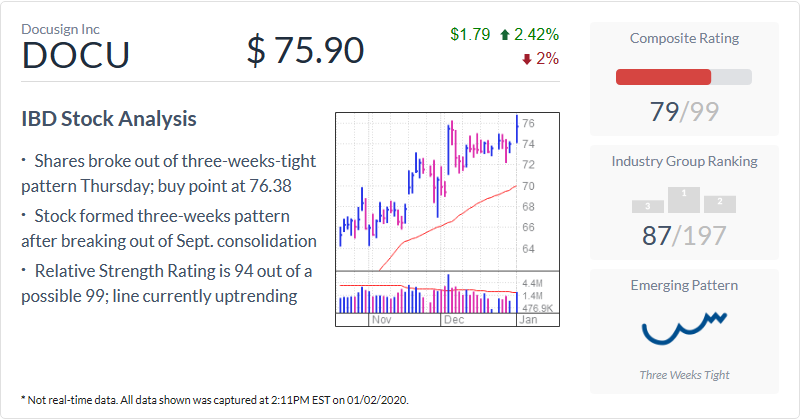 Docusign Inc
DOCU
$ 75.90
$1.79 2.42%
2%
IBD Stock Analysis
· Shares broke out of three-weeks-tight
pattern Thursday; buy point at 76.38
· Stock formed three-weeks pattern
after breaking out of Sept. consolidation
· Relative Strength Rating is 94 out of a
possible 99; line currently uptrending
76
74
72
70
68
66
64
4.4M
1.4M
476.9K
Nov Dec Jan
Composite Rating
79/99
Industry Group Ranking
3 1 2
87/197
Emerging Pattern
Three Weeks Tight
* Not real-time data. All data shown was captured at 2:11PM EST on 01/02/2020.